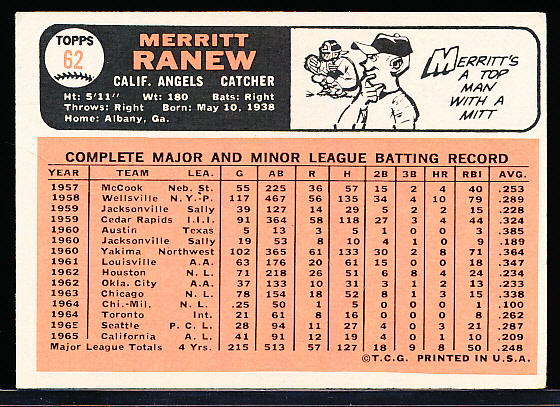 TOPPS
62
MERRITT
RANEW
CALIF. ANGELS CATCHER
Ht: 5'11" Wt: 180 Bats: Right
Throws: Right Born: May 10, 1938
Home: Albany, Ga.
MERRITT'S
A TOP
MAN
WITH A
MITT
COMPLETE MAJOR AND MINOR LEAGUE BATTING RECORD
YEAR TEAM LEA. G AB R H 2B 3B HR RBI AVG.
1957 McCook Neb. St. 55 225 36 57 15 2 4 40 .253
1958 Wellsville N.Y.-P. 117 467 56 135 34 4 10 79 .289
1959 Jacksonville Sally 39 127 14 29 5 2 2 15 .228
1959 Cedar Rapids I.I.I. 91 364 58 118 27 3 4 44 .324
1960 Austin Texas 5 13 3 5 1 0 0 3 .385
1960 Jacksonville Sally 19 53 8 10 4 1 0 9 .189
1960 Yakima Northwest 102 365 61 133 30 2 8 71 .364
1961 Louisville A.A. 63 176 20 61 15 0 0 18 .347
1962 Houston N.L. 71 218 26 51 6 8 4 24 .234
1962 Okla. City A.A. 37 133 10 31 3 1 2 13 .233
1963 Chicago N.L. 78 154 18 52 8 1 3 15 .338
1964 Chi.-Mil. N.L. .25 50 1 5 0 0 0 1 .100
1964 Toronto Int. 21 61 8 16 0 0 0 8 .262
1965 Seattle P.C.L. 28 94 11 27 4 0 3 21 .287
1965 California A.L. 41 91 12 19 4 0 1 10 .209
Major League Totals 4 Yrs. 215 513 57 127 18 9 8 50 .248
©T.C.G. PRINTED IN U.S.A.